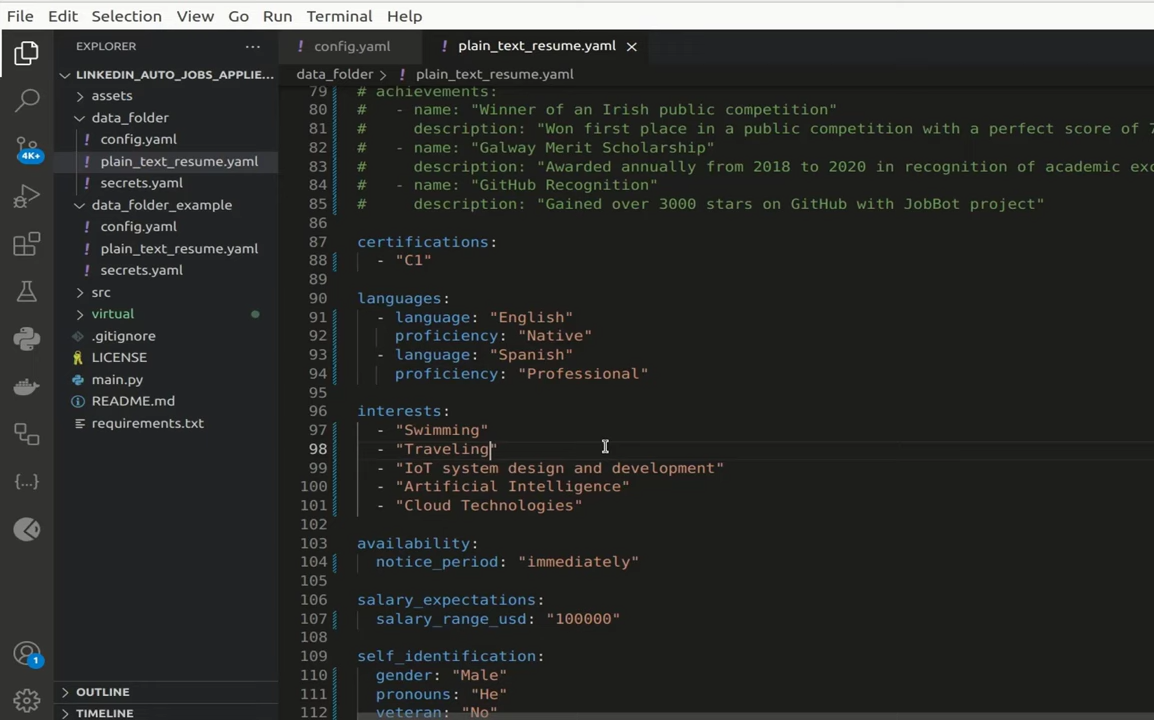 File Edit Selection View Go Run Terminal Help
EXPLORER
LINKEDIN_AUTO_JOBS_APPLIE...
assets
data_folder
! config.yaml
! plain_text_resume.yaml
! secrets.yaml
data_folder_example
! config.yaml
! plain_text_resume.yaml
! secrets.yaml
src
virtual
.gitignore
LICENSE
main.py
README.md
requirements.txt
OUTLINE
TIMELINE
4K+
1
! config.yaml ! plain_text_resume.yaml
data_folder > ! plain_text_resume.yaml
79 # achievements:
80 #   - name: "Winner of an Irish public competition"
81 #     description: "Won first place in a public competition with a perfect score of 7
82 #   - name: "Galway Merit Scholarship"
83 #     description: "Awarded annually from 2018 to 2020 in recognition of academic exc
84 #   - name: "GitHub Recognition"
85 #     description: "Gained over 3000 stars on GitHub with JobBot project"
86
87 certifications:
88   - "C1"
89
90 languages:
91   - language: "English"
92     proficiency: "Native"
93   - language: "Spanish"
94     proficiency: "Professional"
95
96 interests:
97   - "Swimming"
98   - "Traveling"
99   - "IoT system design and development"
100   - "Artificial Intelligence"
101   - "Cloud Technologies"
102
103 availability:
104   notice_period: "immediately"
105
106 salary_expectations:
107   salary_range_usd: "100000"
108
109 self_identification:
110   gender: "Male"
111   pronouns: "He"
112   veteran: "No"